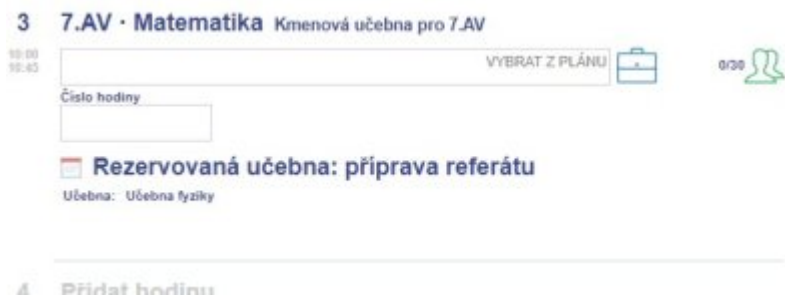 3 7.AV · Matematika Kmenová učebna pro 7.AV
10:00
10:45
VYBRAT Z PLÁNU
0/30
Číslo hodiny
Rezervovaná učebna: příprava referátu
Učebna: Učebna fyziky
4 Přidat hodinu